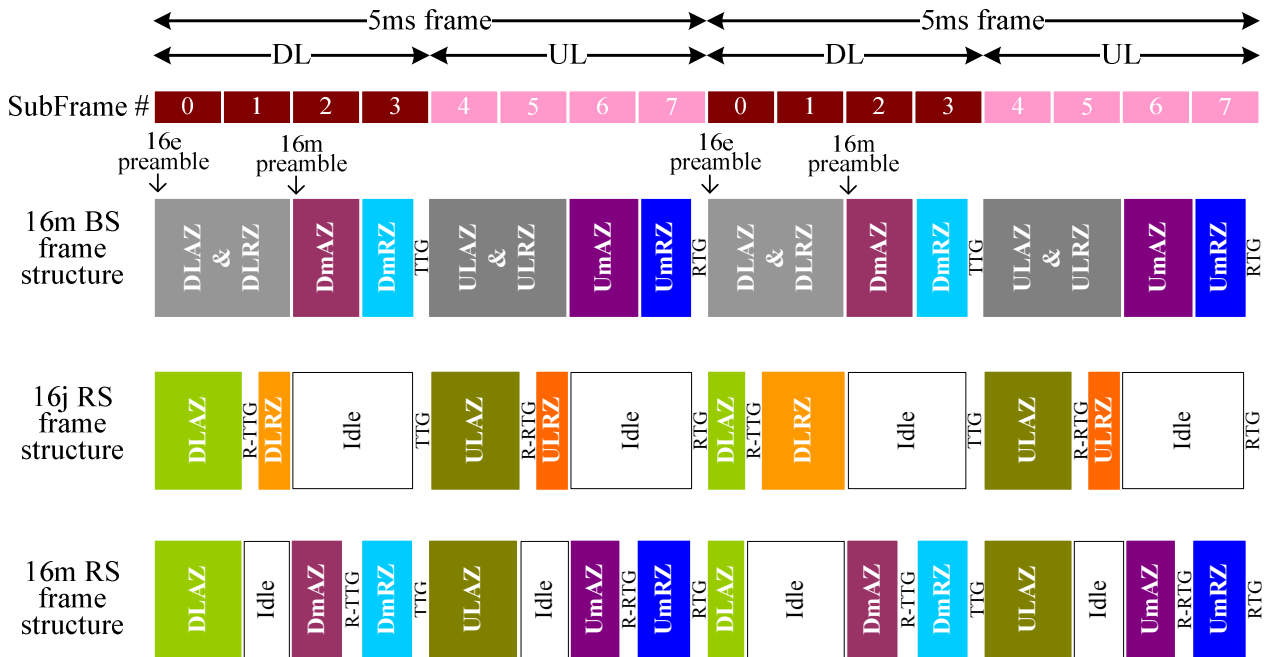 5ms frame 5ms frame
DL UL DL UL
SubFrame # 0 1 2 3 4 5 6 7 0 1 2 3 4 5 6 7
16e preamble 16m preamble 16e preamble 16m preamble
16m BS
frame
structure
DLAZ
&
DLRZ
DmAZ
DmRZ
TTG
ULAZ
&
ULRZ
UmAZ
UmRZ
RTG
DLAZ
&
DLRZ
DmAZ
DmRZ
TTG
ULAZ
&
ULRZ
UmAZ
UmRZ
RTG
16j RS
frame
structure
DLAZ
R-TTG
DLRZ
Idle
TTG
ULAZ
R-RTG
ULRZ
Idle
RTG
DLAZ
R-TTG
DLRZ
Idle
TTG
ULAZ
R-RTG
ULRZ
Idle
RTG
16m RS
frame
structure
DLAZ
Idle
DmAZ
R-TTG
DmRZ
TTG
ULAZ
Idle
UmAZ
R-RTG
UmRZ
RTG
DLAZ
Idle
DmAZ
R-TTG
DmRZ
TTG
ULAZ
Idle
UmAZ
R-RTG
UmRZ
RTG